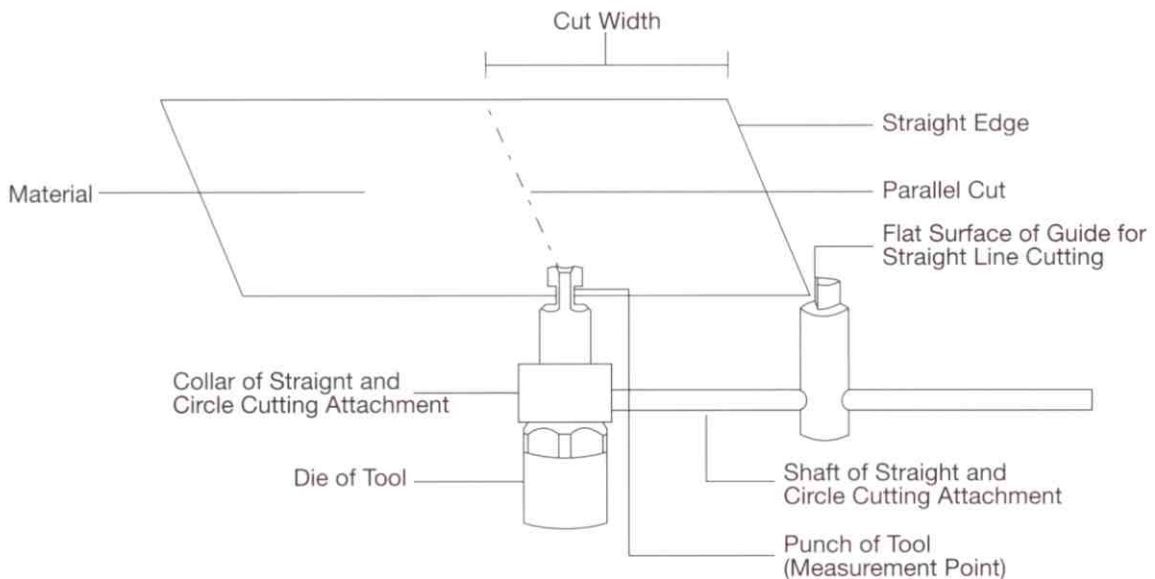 Cut Width
Straight Edge
Material
Parallel Cut
Flat Surface of Guide for
Straight Line Cutting
Collar of Straignt and
Circle Cutting Attachment
Die of Tool
Shaft of Straight and
Circle Cutting Attachment
Punch of Tool
(Measurement Point)